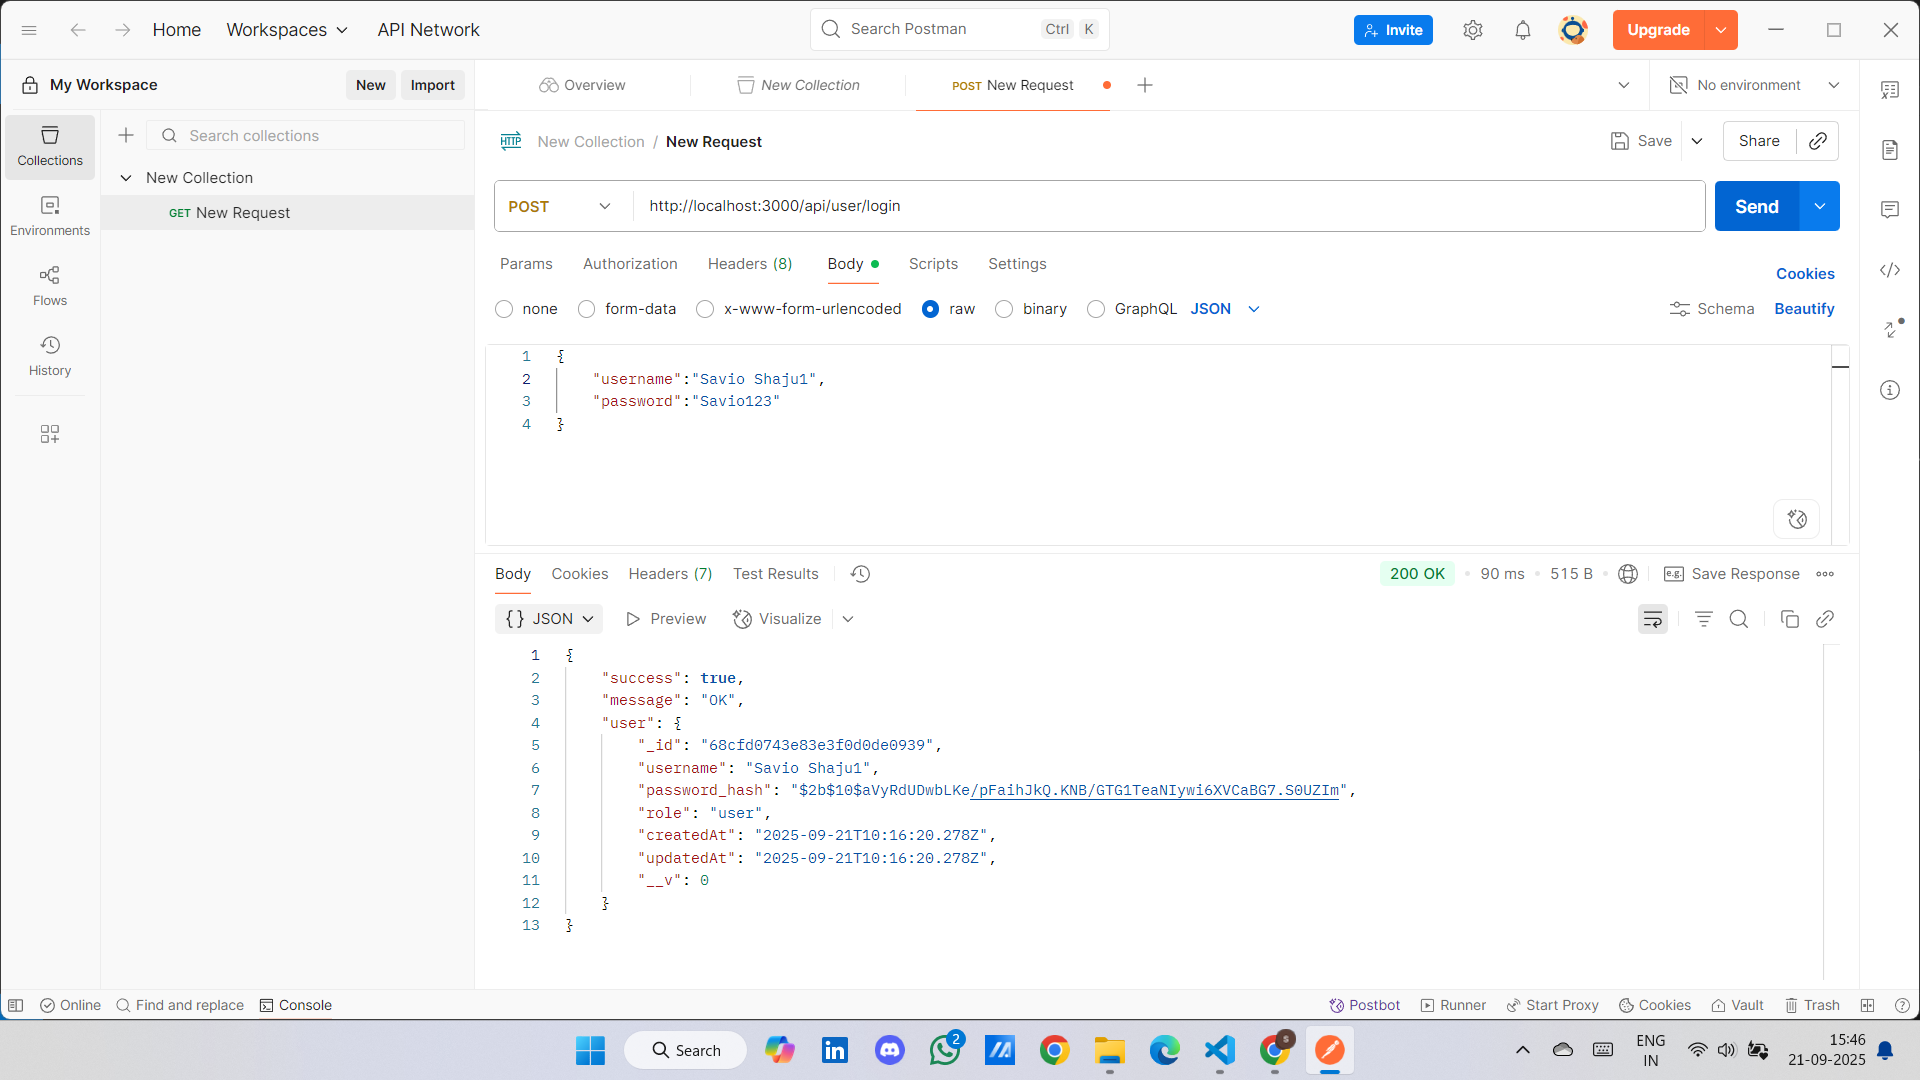 Home Workspaces API Network Search Postman Ctrl K Invite Upgrade
My Workspace New Import Overview New Collection POST New Request No environment
Collections
Search collections
New Collection
GET New Request
Environments
Flows
History
HTTP New Collection / New Request Save Share
POST http://localhost:3000/api/user/login Send
Params Authorization Headers (8) Body Scripts Settings Cookies
none form-data x-www-form-urlencoded raw binary GraphQL JSON Schema Beautify
1 {
2 "username":"Savio Shaju1",
3 "password":"Savio123"
4 }
Body Cookies Headers (7) Test Results 200 OK 90 ms 515 B e.g. Save Response
{} JSON Preview Visualize
1 {
2 "success": true,
3 "message": "OK",
4 "user": {
5 "_id": "68cfd0743e83e3f0d0de0939",
6 "username": "Savio Shaju1",
7 "password_hash": "$2b$10$aVyRdUDwbLKe/pFaihJkQ.KNB/GTG1TeaNIywi6XVCaBG7.S0UZIm",
8 "role": "user",
9 "createdAt": "2025-09-21T10:16:20.278Z",
10 "updatedAt": "2025-09-21T10:16:20.278Z",
11 "__v": 0
12 }
13 }
Online Find and replace Console Postbot Runner Start Proxy Cookies Vault Trash
Search 2 s ENG IN 15:46 21-09-2025